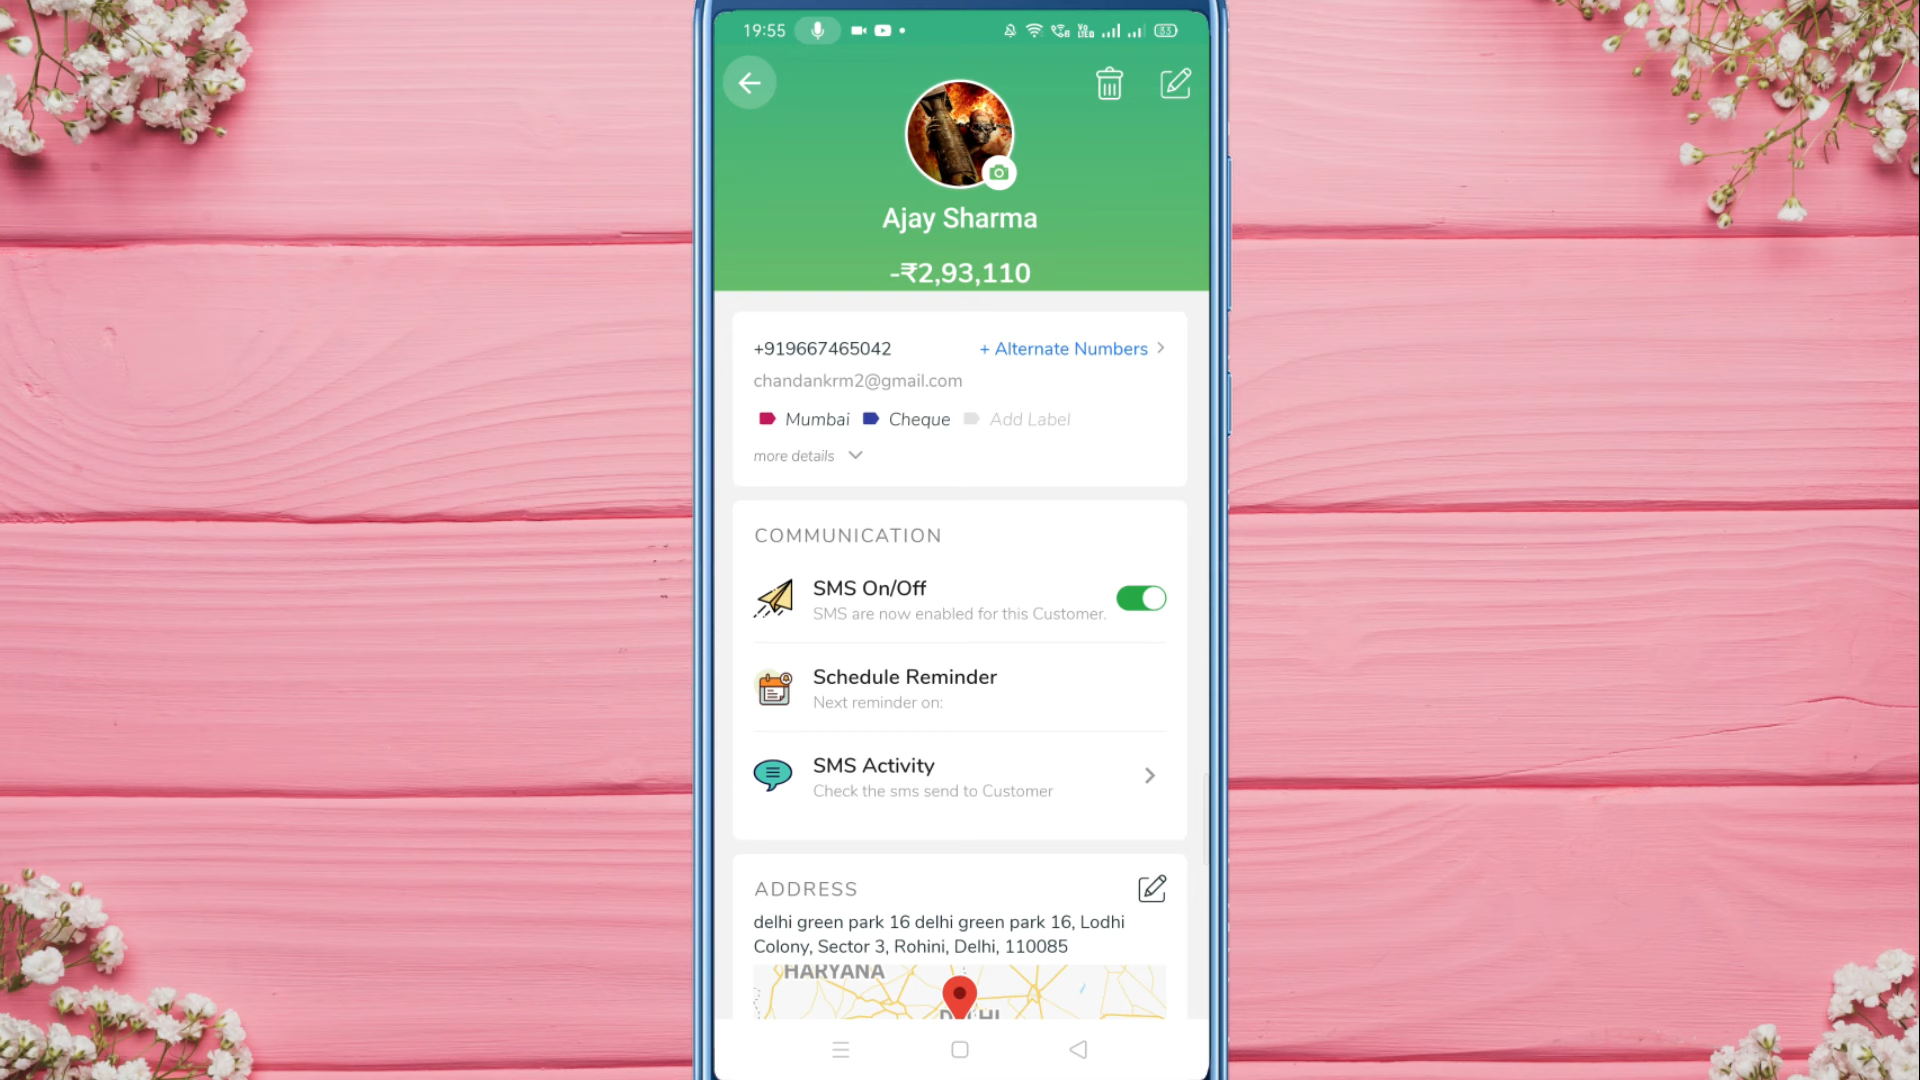 19:55
33
Ajay Sharma
-₹2,93,110
+919667465042
+ Alternate Numbers
chandankrm2@gmail.com
Mumbai
Cheque
Add Label
more details
COMMUNICATION
SMS On/Off
SMS are now enabled for this Customer.
Schedule Reminder
Next reminder on:
SMS Activity
Check the sms send to Customer
ADDRESS
delhi green park 16 delhi green park 16, Lodhi
Colony, Sector 3, Rohini, Delhi, 110085
HARYANA